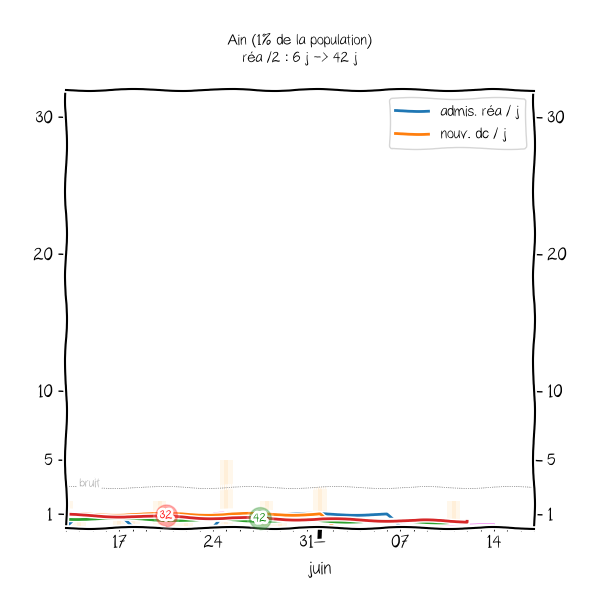 Ain (1% de la population)
réa /2 : 6 j -> 42 j
admis. réa / j
nouv. dc / j
30
30
20
20
10
10
5
5
bruit
1
1
32
42
17
24
31
07
14
juin